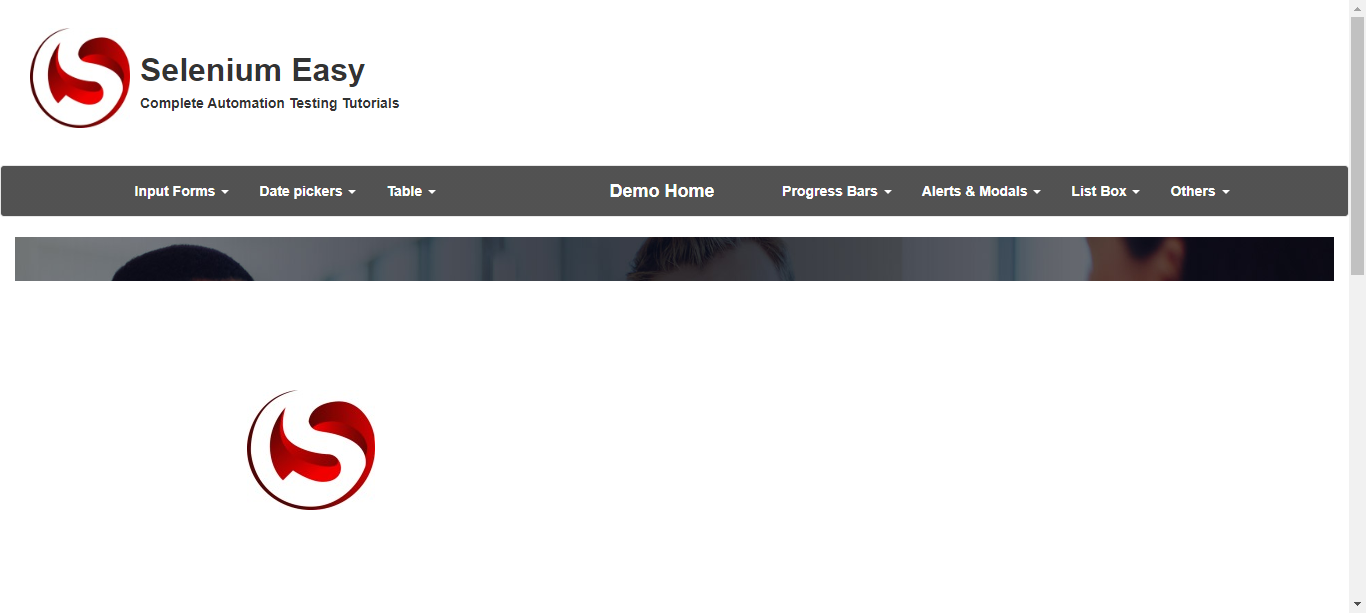 Selenium Easy
Complete Automation Testing Tutorials
Input Forms Date pickers Table Demo Home Progress Bars Alerts & Modals List Box Others